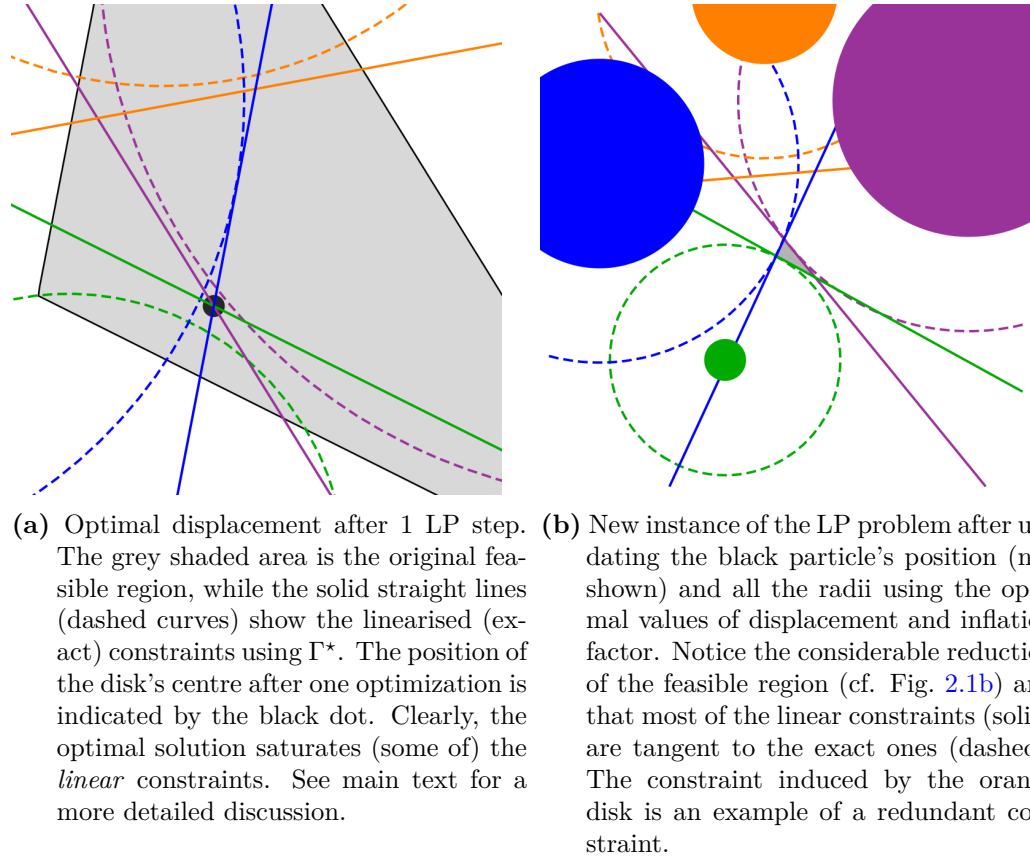 (a) Optimal displacement after 1 LP step.
The grey shaded area is the original fea-
sible region, while the solid straight lines
(dashed curves) show the linearised (ex-
act) constraints using Γ⋆. The position of
the disk's centre after one optimization is
indicated by the black dot. Clearly, the
optimal solution saturates (some of) the
linear constraints. See main text for a
more detailed discussion.
(b) New instance of the LP problem after u
dating the black particle's position (n
shown) and all the radii using the op
mal values of displacement and inflatio
factor. Notice the considerable reductio
of the feasible region (cf. Fig. 2.1b) an
that most of the linear constraints (soli
are tangent to the exact ones (dashed
The constraint induced by the oran
disk is an example of a redundant co
straint.